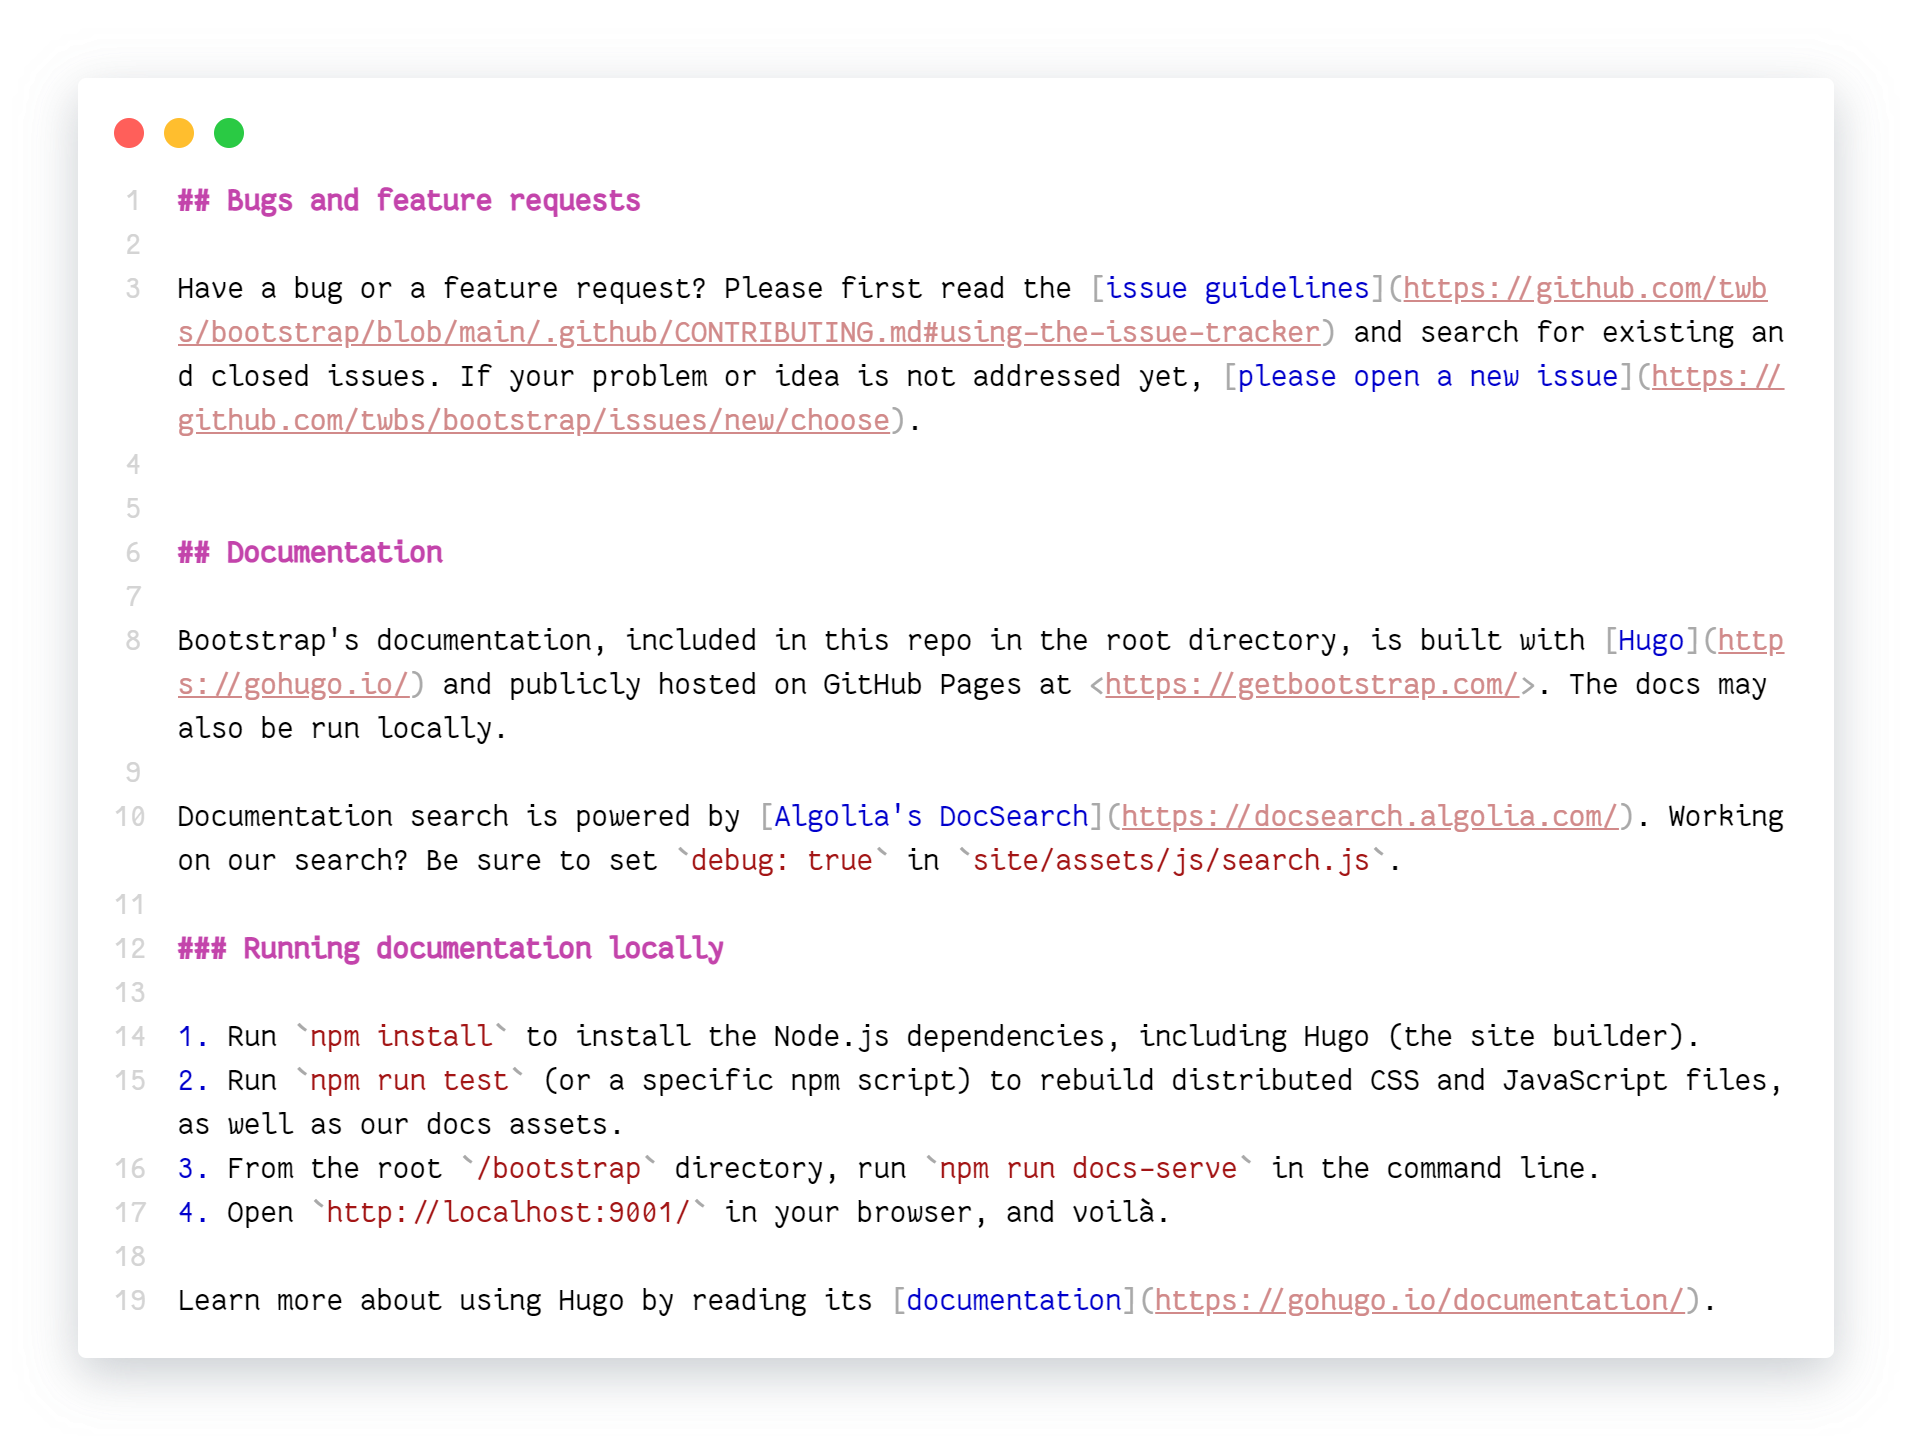 1 ## Bugs and feature requests
2
3 Have a bug or a feature request? Please first read the [issue guidelines](https://github.com/twb
s/bootstrap/blob/main/.github/CONTRIBUTING.md#using-the-issue-tracker) and search for existing an
d closed issues. If your problem or idea is not addressed yet, [please open a new issue](https://
github.com/twbs/bootstrap/issues/new/choose).
4
5
6 ## Documentation
7
8 Bootstrap's documentation, included in this repo in the root directory, is built with [Hugo](http
s://gohugo.io/) and publicly hosted on GitHub Pages at <https://getbootstrap.com/>. The docs may
also be run locally.
9
10 Documentation search is powered by [Algolia's DocSearch](https://docsearch.algolia.com/). Working
on our search? Be sure to set `debug: true` in `site/assets/js/search.js`.
11
12 ### Running documentation locally
13
14 1. Run `npm install` to install the Node.js dependencies, including Hugo (the site builder).
15 2. Run `npm run test` (or a specific npm script) to rebuild distributed CSS and JavaScript files,
as well as our docs assets.
16 3. From the root `/bootstrap` directory, run `npm run docs-serve` in the command line.
17 4. Open `http://localhost:9001/` in your browser, and voilà.
18
19 Learn more about using Hugo by reading its [documentation](https://gohugo.io/documentation/).